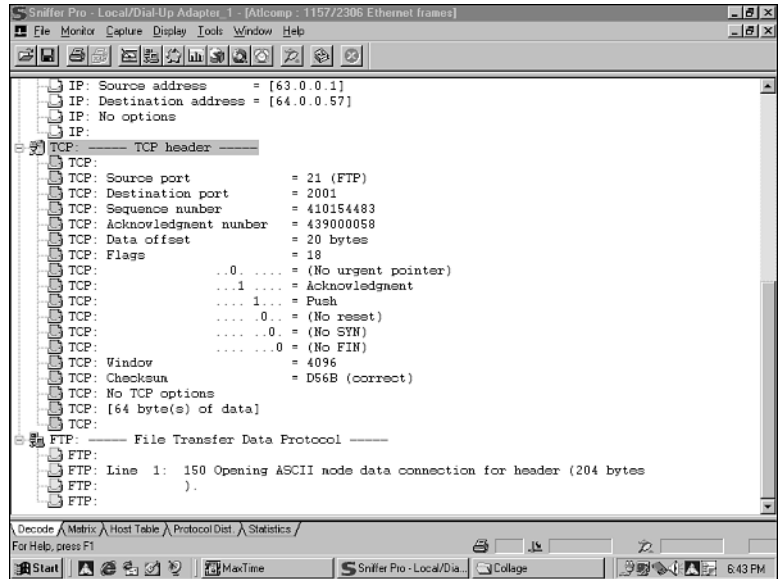 Sniffer Pro - Local/Dial-Up Adapter_1 - [Atlcomp : 1157/2306 Ethernet frames]
File Monitor Capture Display Tools Window Help
IP: Source address = [63.0.0.1]
IP: Destination address = [64.0.0.57]
IP: No options
IP:
TCP: ----- TCP header -----
TCP:
TCP: Source port = 21 (FTP)
TCP: Destination port = 2001
TCP: Sequence number = 410154483
TCP: Acknowledgment number = 439000058
TCP: Data offset = 20 bytes
TCP: Flags = 18
TCP: ..0. .... = (No urgent pointer)
TCP: ...1 .... = Acknowledgment
TCP: .... 1... = Push
TCP: .... .0.. = (No reset)
TCP: .... ..0. = (No SYN)
TCP: .... ...0 = (No FIN)
TCP: Window = 4096
TCP: Checksum = D56B (correct)
TCP: No TCP options
TCP: [64 byte(s) of data]
TCP:
FTP: ----- File Transfer Data Protocol -----
FTP:
FTP: Line 1: 150 Opening ASCII mode data connection for header (204 bytes
FTP: ).
FTP:
Decode Matrix Host Table Protocol Dist. Statistics
For Help, press F1
Start MaxTime Sniffer Pro - Local/Dia... Collage 6:43 PM